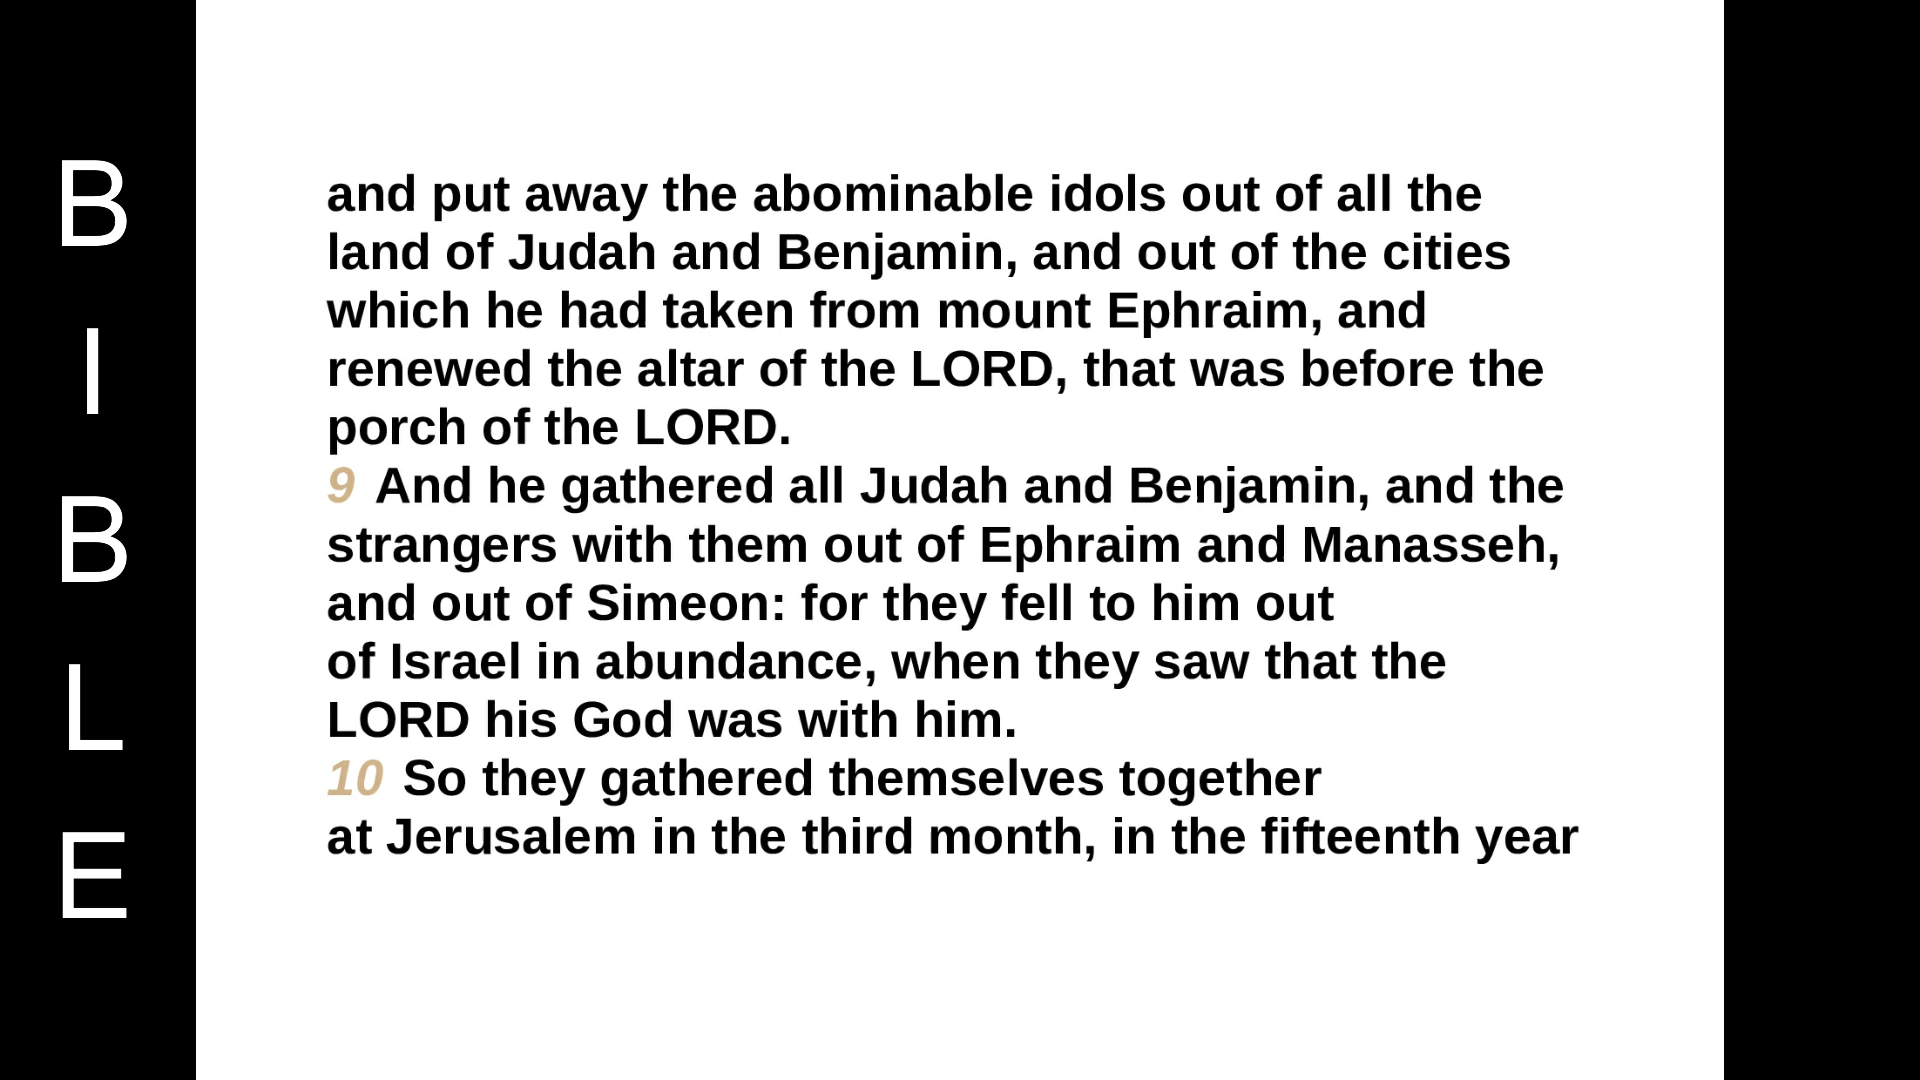 B
I
B
L
E
and put away the abominable idols out of all the
land of Judah and Benjamin, and out of the cities
which he had taken from mount Ephraim, and
renewed the altar of the LORD, that was before the
porch of the LORD.
9 And he gathered all Judah and Benjamin, and the
strangers with them out of Ephraim and Manasseh,
and out of Simeon: for they fell to him out
of Israel in abundance, when they saw that the
LORD his God was with him.
10 So they gathered themselves together
at Jerusalem in the third month, in the fifteenth year